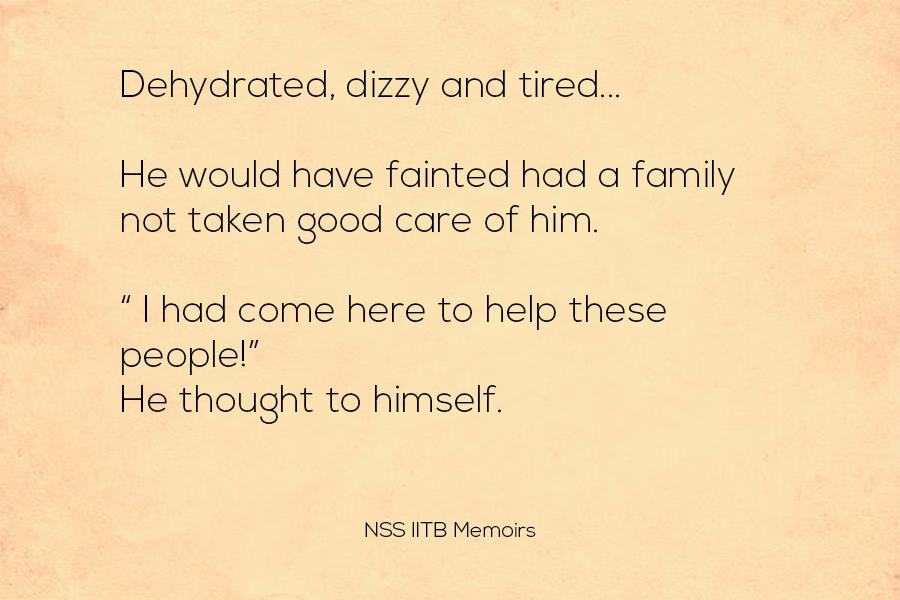 Dehydrated, dizzy and tired...
He would have fainted had a family
not taken good care of him.
“ I had come here to help these
people!”
He thought to himself.
NSS IITB Memoirs